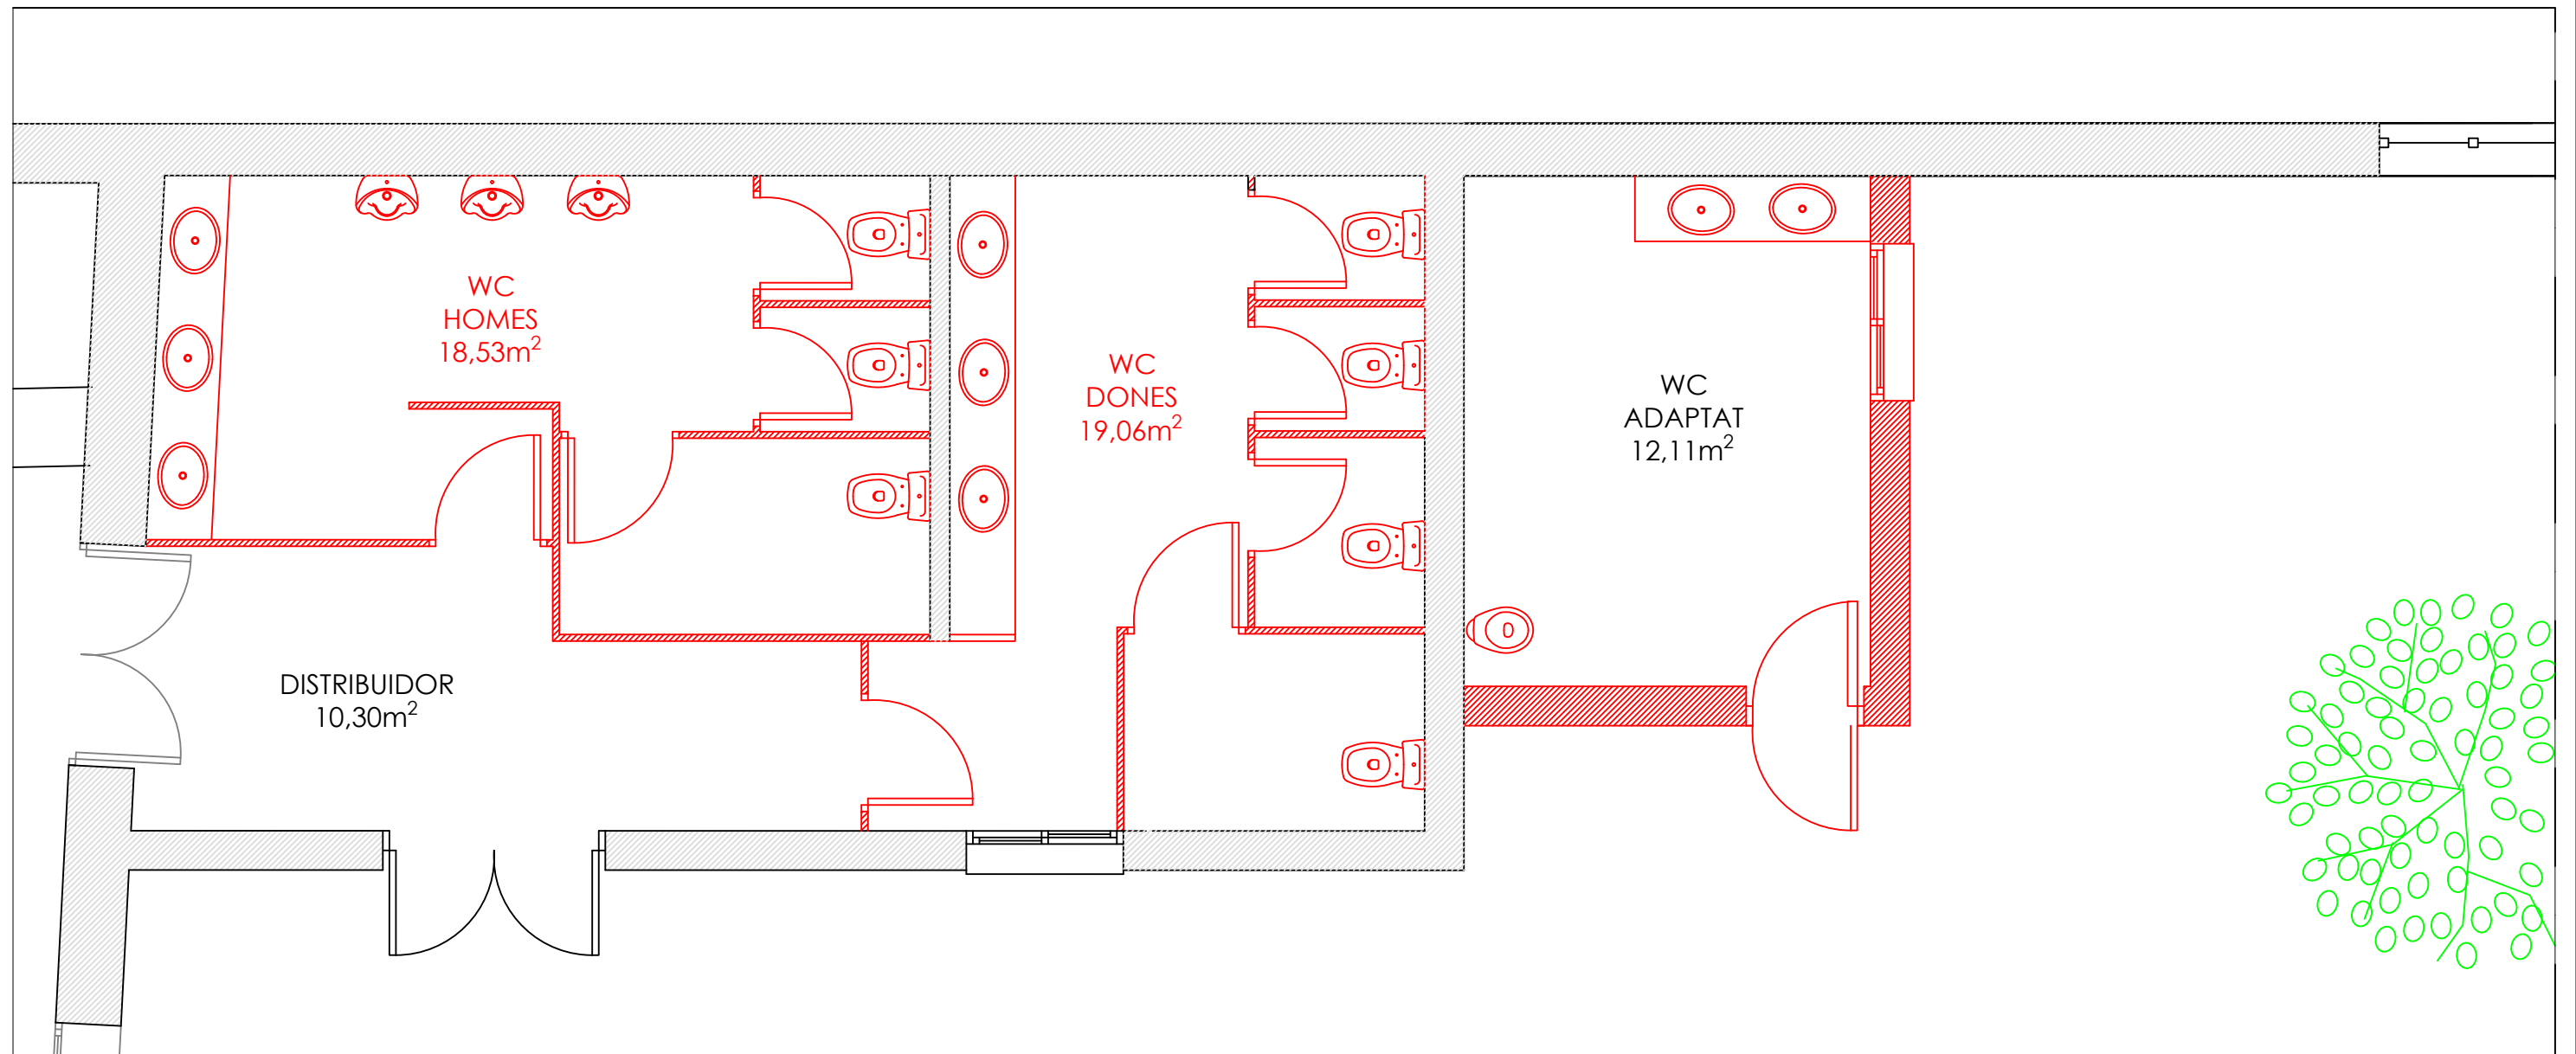 WC
HOMES
18,53m²
WC
DONES
19,06m²
WC
ADAPTAT
12,11m²
DISTRIBUIDOR
10,30m²